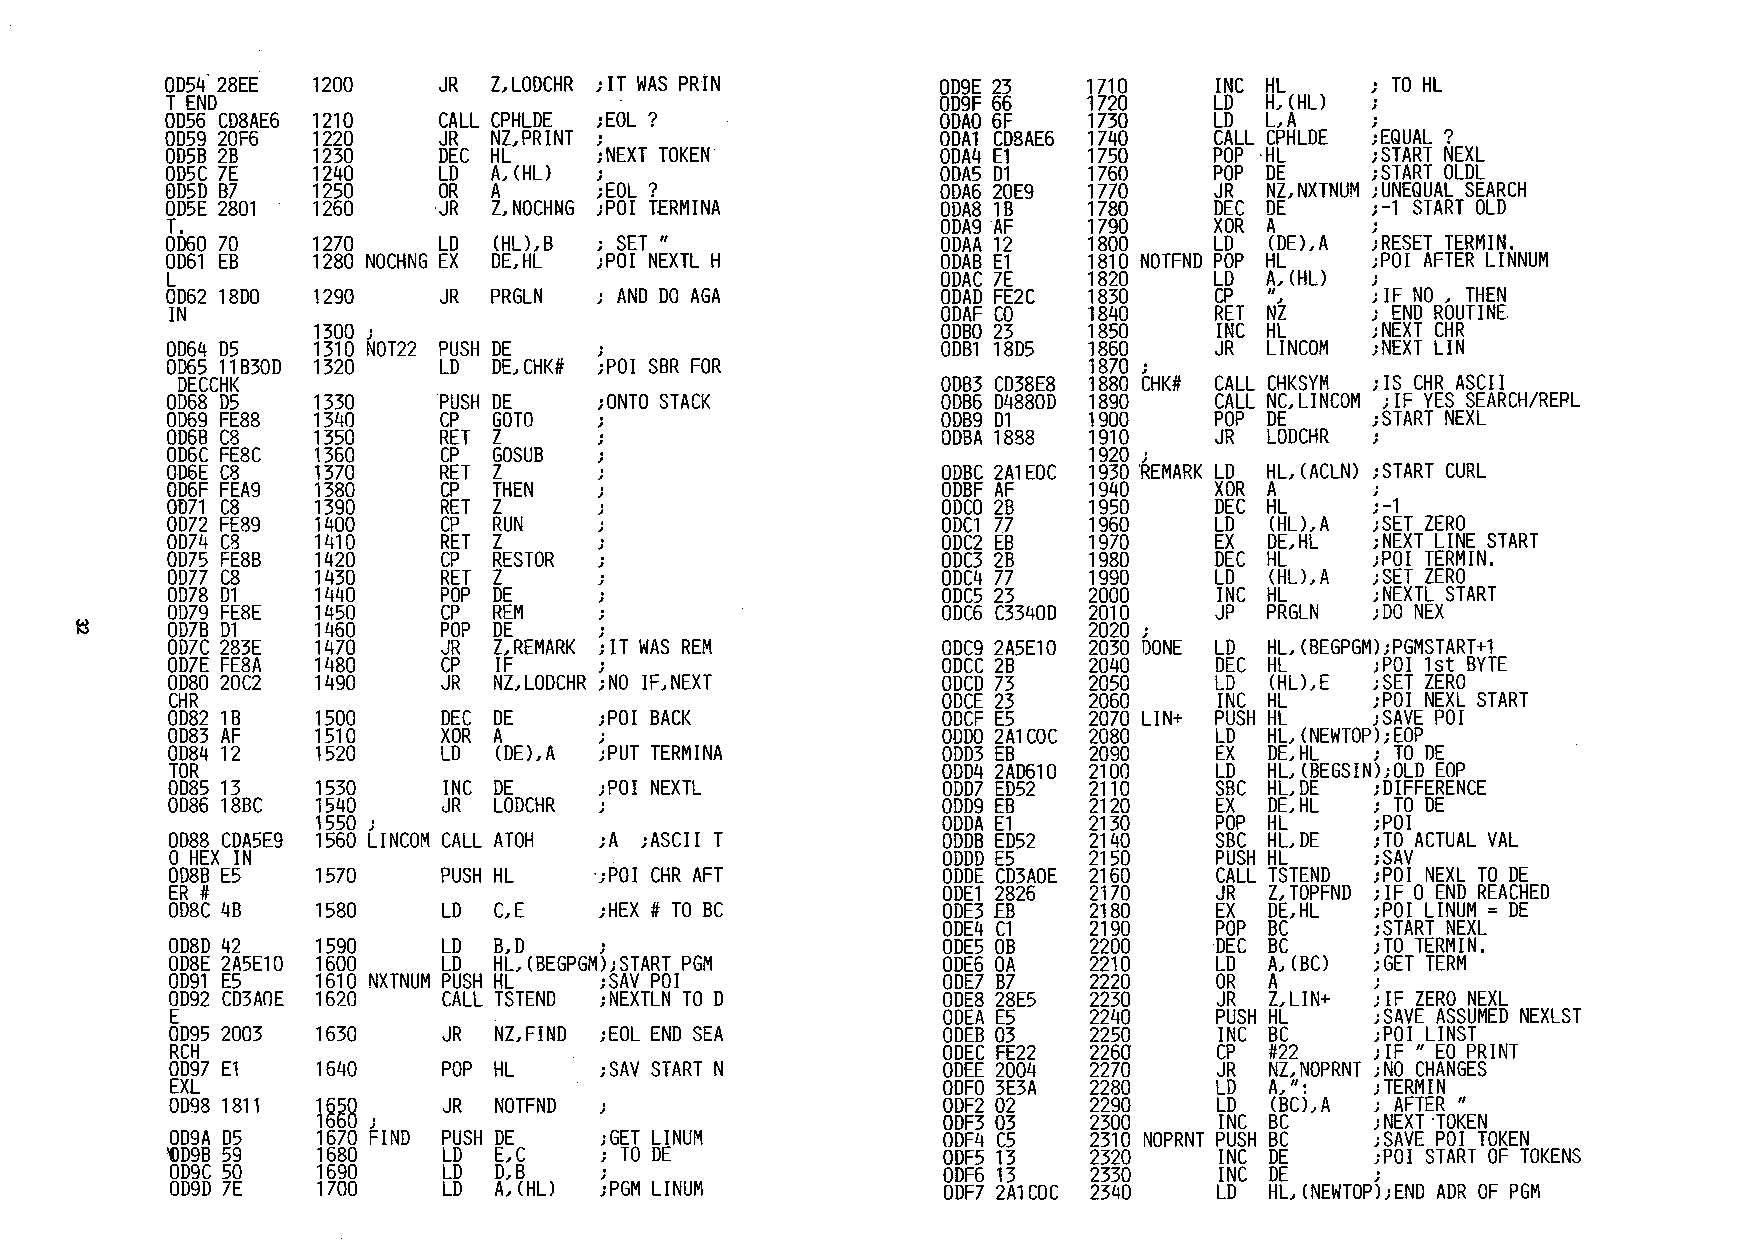 0D54 28EE 1200 JR Z,LODCHR ;IT WAS PRIN
T END
0D56 CD8AE6 1210 CALL CPHLDE ;EOL ?
0D59 20F6 1220 JR NZ,PRINT ;
0D5B 2B 1230 DEC HL ;NEXT TOKEN
0D5C 7E 1240 LD A,(HL) ;
0D5D B7 1250 OR A ;EOL ?
0D5E 2801 1260 JR Z,NOCHNG ;POI TERMINA
T.
0D60 70 1270 LD (HL),B ; SET "
0D61 EB 1280 NOCHNG EX DE,HL ;POI NEXTL H
L
0D62 18D0 1290 JR PRGLN ; AND DO AGA
IN
1300 ;
0D64 D5 1310 NOT22 PUSH DE ;
0D65 11B30D 1320 LD DE,CHK# ;POI SBR FOR
DECCHK
0D68 D5 1330 PUSH DE ;ONTO STACK
0D69 FE88 1340 CP GOTO ;
0D6B C8 1350 RET Z ;
0D6C FE8C 1360 CP GOSUB ;
0D6E C8 1370 RET Z ;
0D6F FEA9 1380 CP THEN ;
0D71 C8 1390 RET Z ;
0D72 FE89 1400 CP RUN ;
0D74 C8 1410 RET Z ;
0D75 FE8B 1420 CP RESTOR ;
0D77 C8 1430 RET Z ;
0D78 D1 1440 POP DE ;
0D79 FE8E 1450 CP REM ;
0D7B D1 1460 POP DE ;
0D7C 283E 1470 JR Z,REMARK ;IT WAS REM
0D7E FE8A 1480 CP IF ;
0D80 20C2 1490 JR NZ,LODCHR ;NO IF,NEXT
CHR
0D82 1B 1500 DEC DE ;POI BACK
0D83 AF 1510 XOR A ;
0D84 12 1520 LD (DE),A ;PUT TERMINA
TOR
0D85 13 1530 INC DE ;POI NEXTL
0D86 18BC 1540 JR LODCHR ;
1550 ;
0D88 CDA5E9 1560 LINCOM CALL ATOH ;A ;ASCII T
O HEX IN
0D8B E5 1570 PUSH HL ;POI CHR AFT
ER #
0D8C 4B 1580 LD C,E ;HEX # TO BC
0D8D 42 1590 LD B,D ;
0D8E 2A5E10 1600 LD HL,(BEGPGM);START PGM
0D91 E5 1610 NXTNUM PUSH HL ;SAV POI
0D92 CD3A0E 1620 CALL TSTEND ;NEXTLN TO D
E
0D95 2003 1630 JR NZ,FIND ;EOL END SEA
RCH
0D97 E1 1640 POP HL ;SAV START N
EXL
0D98 1811 1650 JR NOTFND ;
1660 ;
0D9A D5 1670 FIND PUSH DE ;GET LINUM
0D9B 59 1680 LD E,C ; TO DE
0D9C 50 1690 LD D,B ;
0D9D 7E 1700 LD A,(HL) ;PGM LINUM
32
0D9E 23 1710 INC HL ; TO HL
0D9F 66 1720 LD H,(HL) ;
0DA0 6F 1730 LD L,A ;
0DA1 CD8AE6 1740 CALL CPHLDE ;EQUAL ?
0DA4 E1 1750 POP HL ;START NEXL
0DA5 D1 1760 POP DE ;START OLDL
0DA6 20E9 1770 JR NZ,NXTNUM ;UNEQUAL SEARCH
0DA8 1B 1780 DEC DE ;-1 START OLD
0DA9 AF 1790 XOR A ;
0DAA 12 1800 LD (DE),A ;RESET TERMIN.
0DAB E1 1810 NOTFND POP HL ;POI AFTER LINNUM
0DAC 7E 1820 LD A,(HL) ;
0DAD FE2C 1830 CP ", ;IF NO , THEN
0DAF C0 1840 RET NZ ; END ROUTINE
0DB0 23 1850 INC HL ;NEXT CHR
0DB1 18D5 1860 JR LINCOM ;NEXT LIN
1870 ;
0DB3 CD38E8 1880 CHK# CALL CHKSYM ;IS CHR ASCII
0DB6 D4880D 1890 CALL NC,LINCOM ;IF YES SEARCH/REPL
0DB9 D1 1900 POP DE ;START NEXL
0DBA 1888 1910 JR LODCHR ;
1920 ;
0DBC 2A1E0C 1930 REMARK LD HL,(ACLN) ;START CURL
0DBF AF 1940 XOR A ;
0DC0 2B 1950 DEC HL ;-1
0DC1 77 1960 LD (HL),A ;SET ZERO
0DC2 EB 1970 EX DE,HL ;NEXT LINE START
0DC3 2B 1980 DEC HL ;POI TERMIN.
0DC4 77 1990 LD (HL),A ;SET ZERO
0DC5 23 2000 INC HL ;NEXTL START
0DC6 C3340D 2010 JP PRGLN ;DO NEX
2020 ;
0DC9 2A5E10 2030 DONE LD HL,(BEGPGM);PGMSTART+1
0DCC 2B 2040 DEC HL ;POI 1st BYTE
0DCD 73 2050 LD (HL),E ;SET ZERO
0DCE 23 2060 INC HL ;POI NEXL START
0DCF E5 2070 LIN+ PUSH HL ;SAVE POI
0DD0 2A1C0C 2080 LD HL,(NEWTOP);EOP
0DD3 EB 2090 EX DE,HL ; TO DE
0DD4 2AD610 2100 LD HL,(BEGSIN);OLD EOP
0DD7 ED52 2110 SBC HL,DE ;DIFFERENCE
0DD9 EB 2120 EX DE,HL ; TO DE
0DDA E1 2130 POP HL ;POI
0DDB ED52 2140 SBC HL,DE ;TO ACTUAL VAL
0DDD E5 2150 PUSH HL ;SAV
0DDE CD3A0E 2160 CALL TSTEND ;POI NEXL TO DE
0DE1 2826 2170 JR Z,TOPFND ;IF 0 END REACHED
0DE3 EB 2180 EX DE,HL ;POI LINUM = DE
0DE4 C1 2190 POP BC ;START NEXL
0DE5 0B 2200 DEC BC ;TO TERMIN.
0DE6 0A 2210 LD A,(BC) ;GET TERM
0DE7 B7 2220 OR A ;
0DE8 28E5 2230 JR Z,LIN+ ;IF ZERO NEXL
0DEA E5 2240 PUSH HL ;SAVE ASSUMED NEXLST
0DEB 03 2250 INC BC ;POI LINST
0DEC FE22 2260 CP #22 ;IF " EO PRINT
0DEE 2004 2270 JR NZ,NOPRNT ;NO CHANGES
0DF0 3E3A 2280 LD A,": ;TERMIN
0DF2 02 2290 LD (BC),A ; AFTER "
0DF3 03 2300 INC BC ;NEXT TOKEN
0DF4 C5 2310 NOPRNT PUSH BC ;SAVE POI TOKEN
0DF5 13 2320 INC DE ;POI START OF TOKENS
0DF6 13 2330 INC DE ;
0DF7 2A1C0C 2340 LD HL,(NEWTOP);END ADR OF PGM